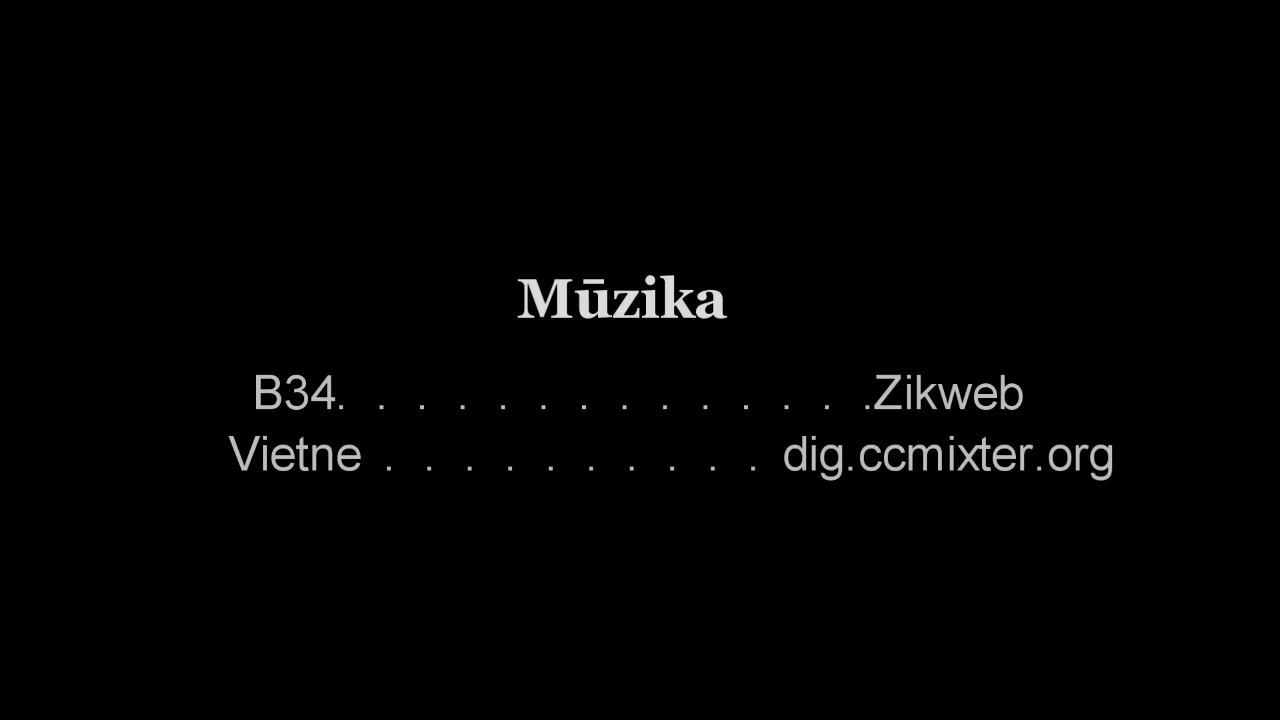 Mūzika
B34. . . . . . . . . . . . . .Zikweb
Vietne . . . . . . . . . . dig.ccmixter.org